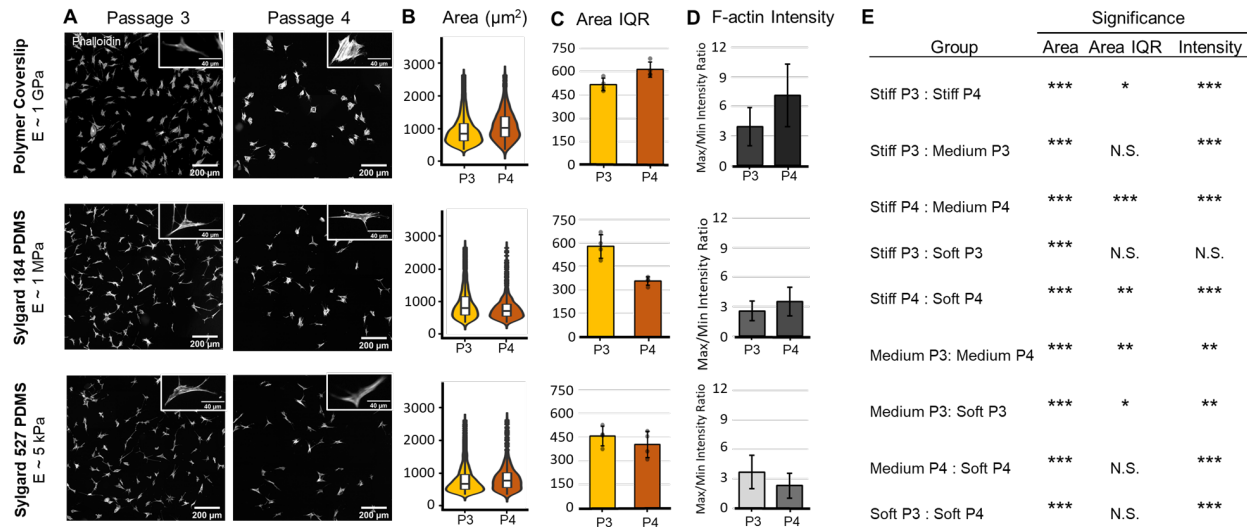 A
Passage 3
Passage 4
B
Area (µm²)
C
Area IQR
D
F-actin Intensity
E
Polymer Coverslip
E ~ 1 GPa
Phalloidin
40 µm
200 µm
40 µm
200 µm
3000
2000
1000
0
P3
P4
750
600
450
300
150
0
P3
P4
Max/Min Intensity Ratio
12
9
6
3
0
P3
P4
Sylgard 184 PDMS
E ~ 1 MPa
40 µm
200 µm
40 µm
200 µm
3000
2000
1000
0
P3
P4
750
600
450
300
150
0
P3
P4
Max/Min Intensity Ratio
12
9
6
3
0
P3
P4
Sylgard 527 PDMS
E ~ 5 kPa
40 µm
200 µm
40 µm
200 µm
3000
2000
1000
0
P3
P4
750
600
450
300
150
0
P3
P4
Max/Min Intensity Ratio
12
9
6
3
0
P3
P4
Significance
Group Area Area IQR Intensity
Stiff P3 : Stiff P4 *** * ***
Stiff P3 : Medium P3 *** N.S. ***
Stiff P4 : Medium P4 *** *** ***
Stiff P3 : Soft P3 *** N.S. N.S.
Stiff P4 : Soft P4 *** ** ***
Medium P3: Medium P4 *** ** **
Medium P3: Soft P3 *** * **
Medium P4 : Soft P4 *** N.S. ***
Soft P3 : Soft P4 *** N.S. ***